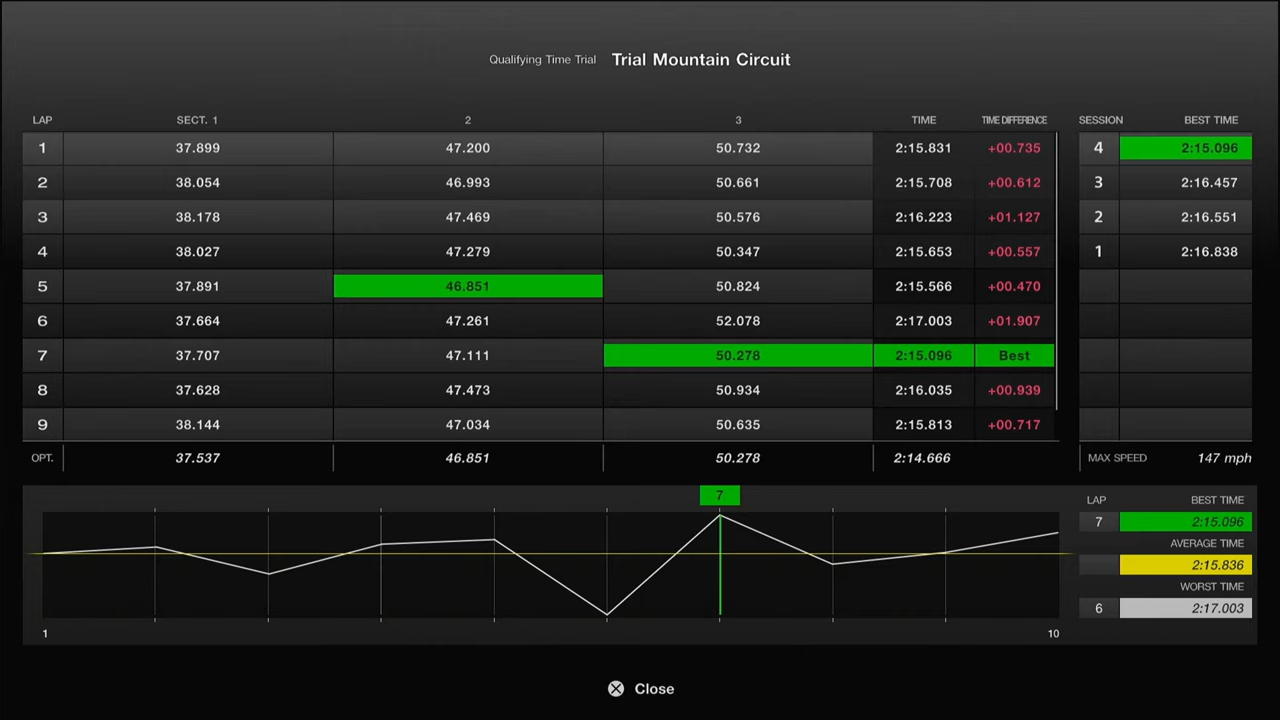 Qualifying Time Trial Trial Mountain Circuit
LAP SECT. 1 2 3 TIME TIME DIFFERENCE SESSION BEST TIME
1 37.899 47.200 50.732 2:15.831 +00.735 4 2:15.096
2 38.054 46.993 50.661 2:15.708 +00.612 3 2:16.457
3 38.178 47.469 50.576 2:16.223 +01.127 2 2:16.551
4 38.027 47.279 50.347 2:15.653 +00.557 1 2:16.838
5 37.891 46.851 50.824 2:15.566 +00.470
6 37.664 47.261 52.078 2:17.003 +01.907
7 37.707 47.111 50.278 2:15.096 Best
8 37.628 47.473 50.934 2:16.035 +00.939
9 38.144 47.034 50.635 2:15.813 +00.717
OPT. 37.537 46.851 50.278 2:14.666 MAX SPEED 147 mph
7
LAP BEST TIME
7 2:15.096
AVERAGE TIME
2:15.836
WORST TIME
6 2:17.003
1 10
Close